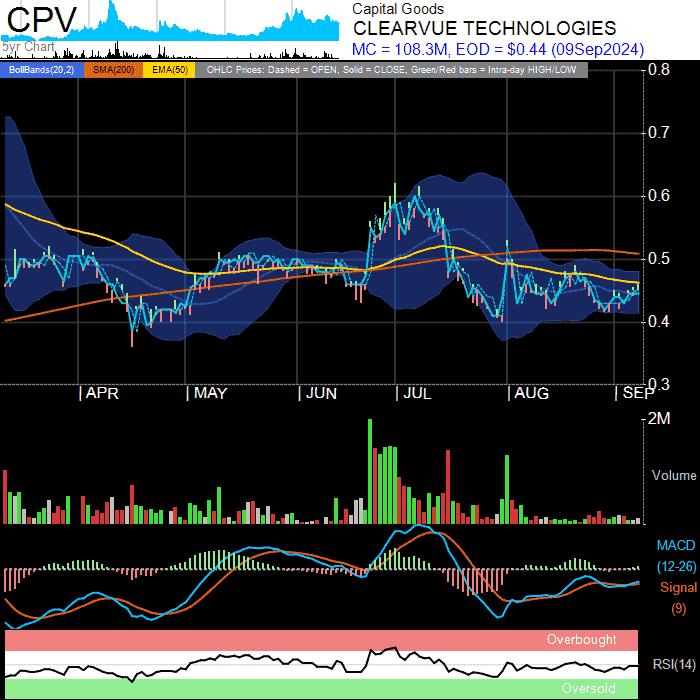 CPV
5yr Chart
Capital Goods
CLEARVUE TECHNOLOGIES
MC = 108.3M, EOD = $0.44 (09Sep2024)
BollBands(20,2) SMA(200) EMA(50) OHLC Prices: Dashed = OPEN, Solid = CLOSE, Green/Red bars = Intra-day HIGH/LOW
0.8
0.7
0.6
0.5
0.4
0.3
APR MAY JUN JUL AUG SEP
2M
Volume
MACD
(12-26)
Signal
(9)
Overbought
RSI(14)
Oversold